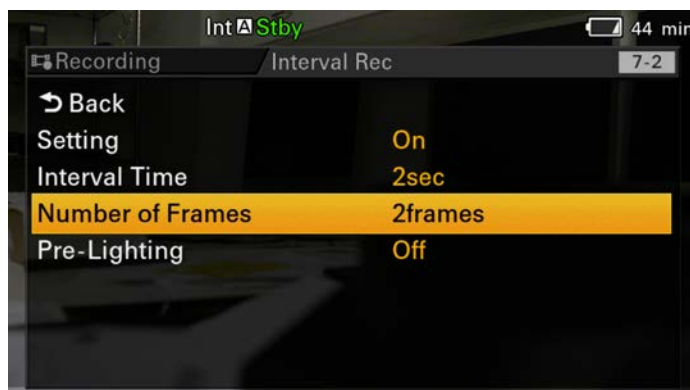 Int A Stby 44 min
Recording Interval Rec 7-2
Back
Setting On
Interval Time 2sec
Number of Frames 2frames
Pre-Lighting Off